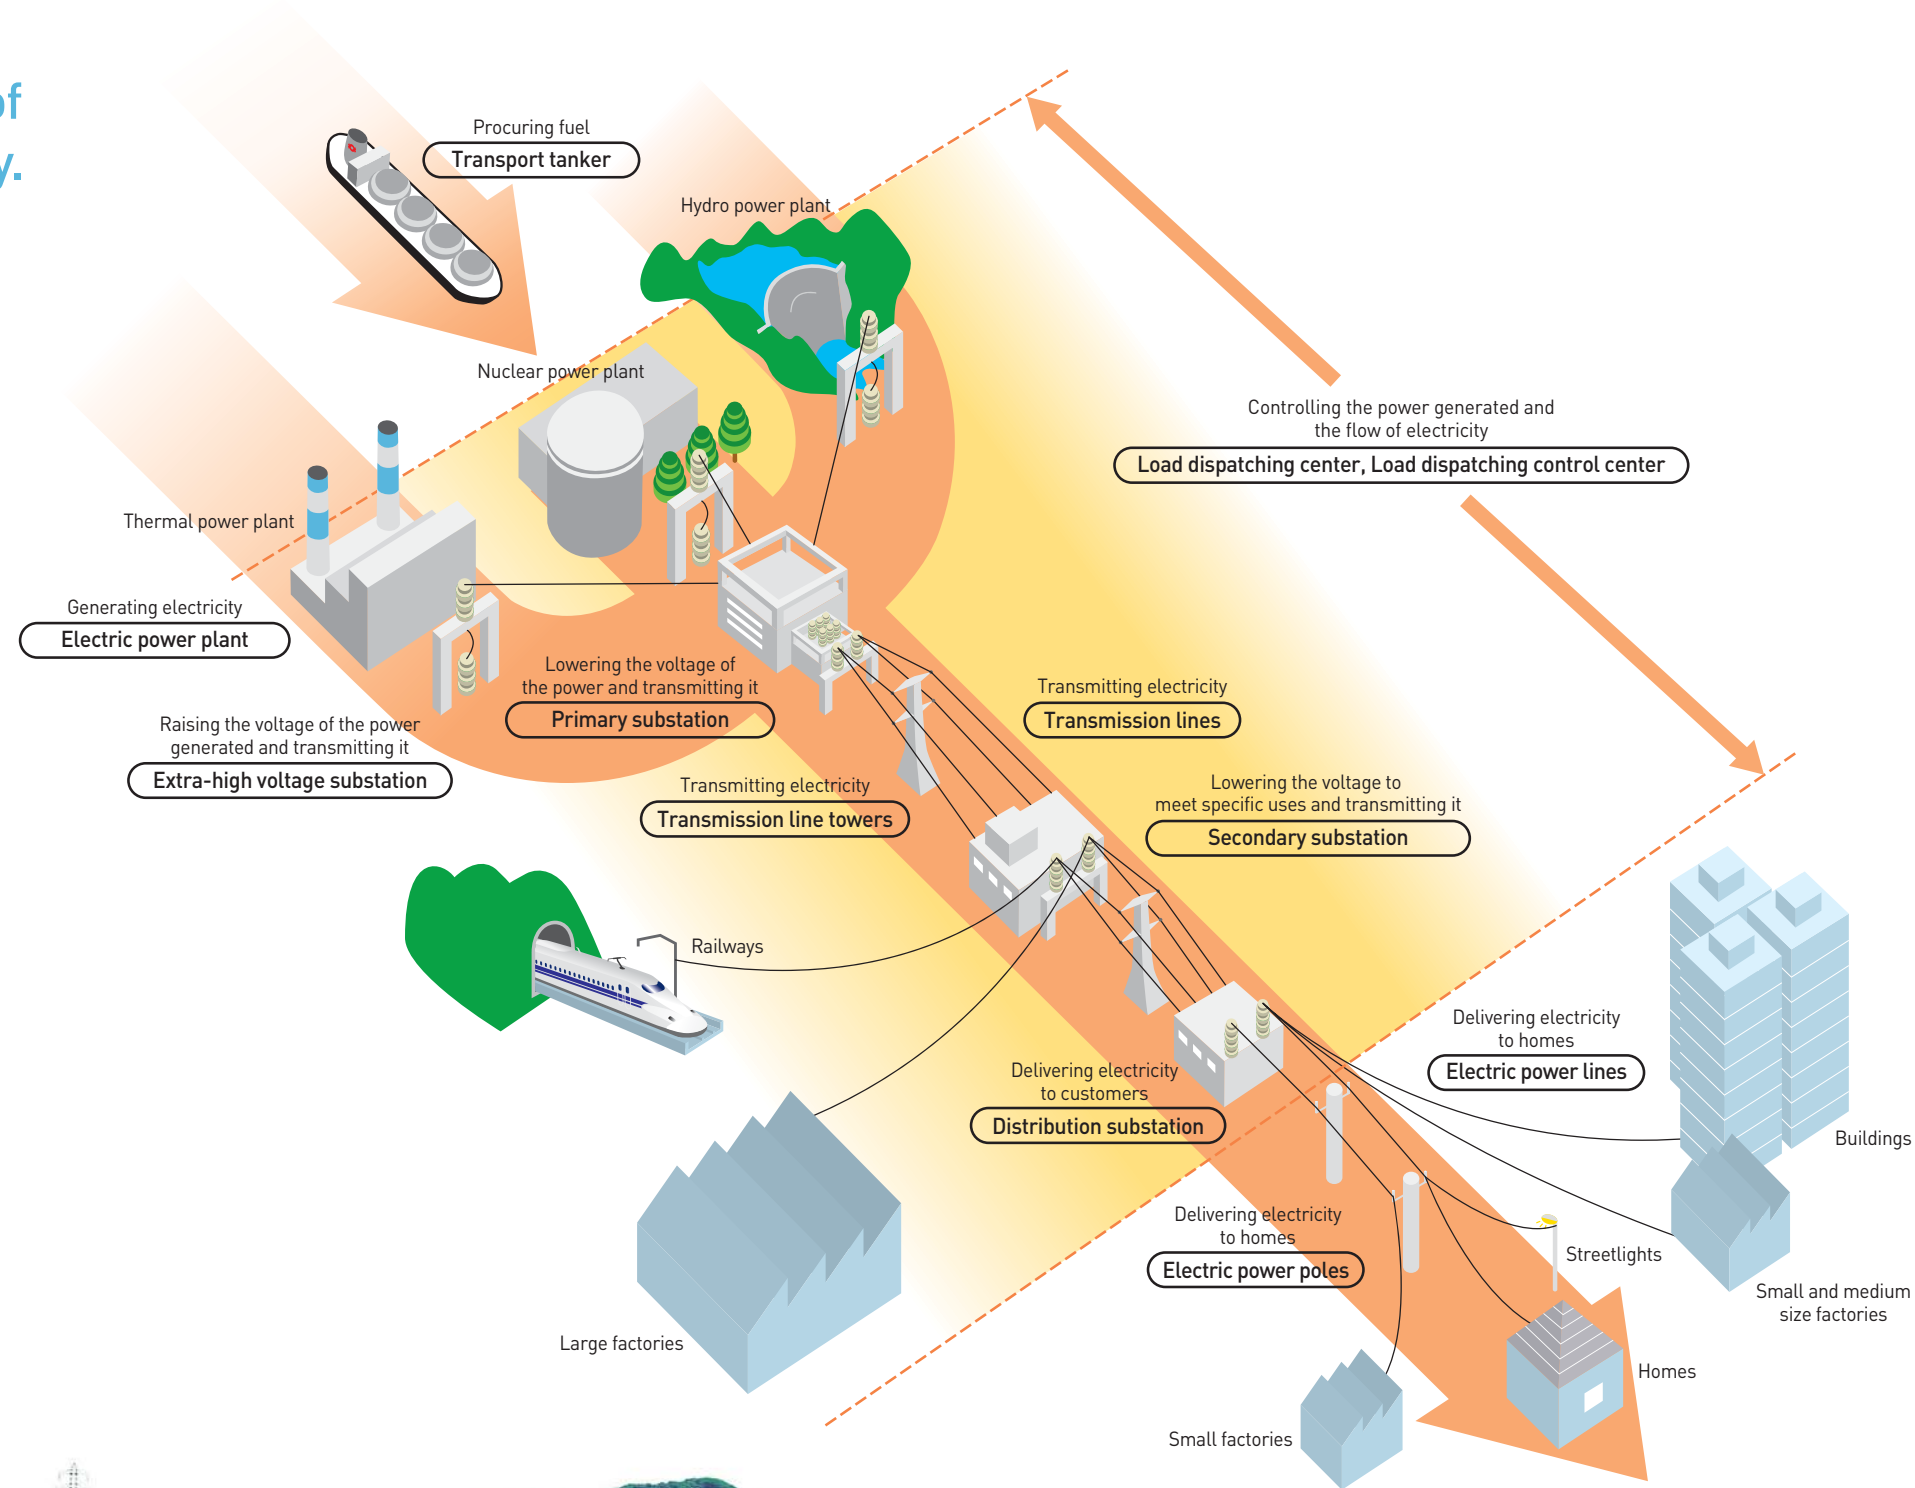 of
y.
Procuring fuel
Transport tanker
Hydro power plant
Nuclear power plant
Controlling the power generated and
the flow of electricity
Load dispatching center, Load dispatching control center
Thermal power plant
Generating electricity
Electric power plant
Lowering the voltage of
the power and transmitting it
Primary substation
Raising the voltage of the power
generated and transmitting it
Extra-high voltage substation
Transmitting electricity
Transmission lines
Transmitting electricity
Transmission line towers
Lowering the voltage to
meet specific uses and transmitting it
Secondary substation
Railways
Delivering electricity
to homes
Electric power lines
Delivering electricity
to customers
Distribution substation
Buildings
Delivering electricity
to homes
Electric power poles
Streetlights
Small and medium
size factories
Large factories
Homes
Small factories